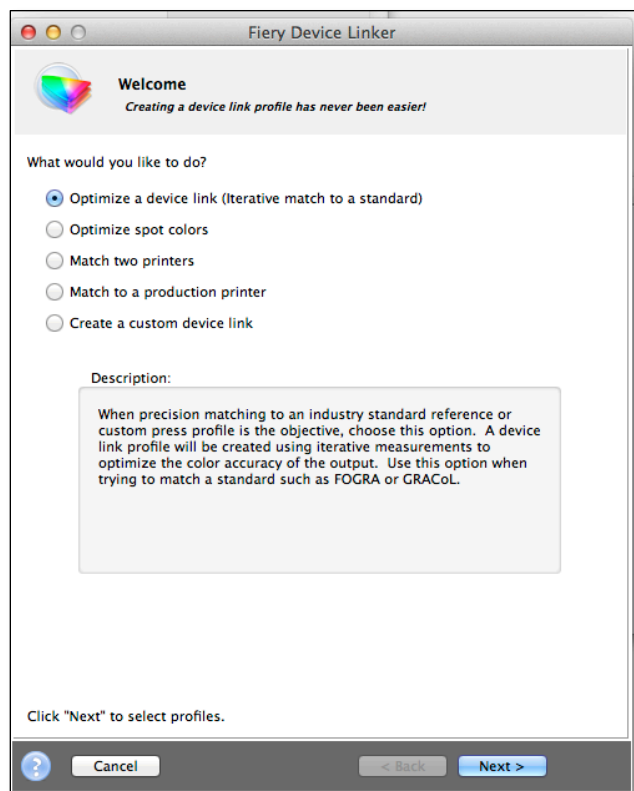 Fiery Device Linker
Welcome
Creating a device link profile has never been easier!
What would you like to do?
Optimize a device link (Iterative match to a standard)
Optimize spot colors
Match two printers
Match to a production printer
Create a custom device link
Description:
When precision matching to an industry standard reference or
custom press profile is the objective, choose this option. A device
link profile will be created using iterative measurements to
optimize the color accuracy of the output. Use this option when
trying to match a standard such as FOGRA or GRACoL.
Click "Next" to select profiles.
? Cancel < Back Next >